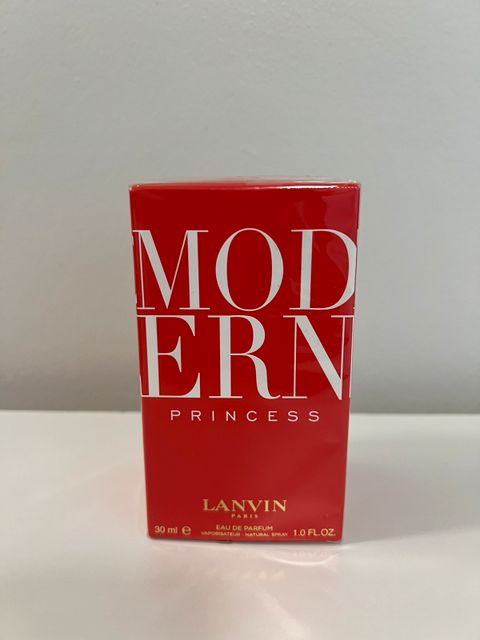 MOD
ERN
PRINCESS
LANVIN
PARIS
EAU DE PARFUM
30 ml ℮ VAPORISATEUR - NATURAL SPRAY 1.0 FL.OZ.